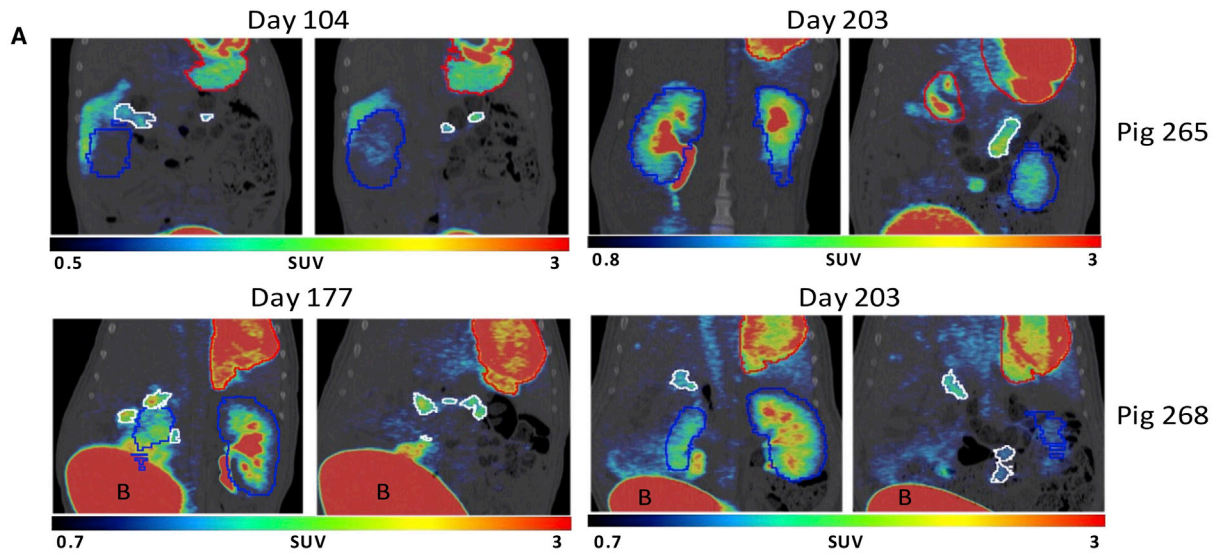 A
Day 104
Day 203
Pig 265
0.5 SUV 3
0.8 SUV 3
Day 177
Day 203
B
B
B
B
Pig 268
0.7 SUV 3
0.7 SUV 3